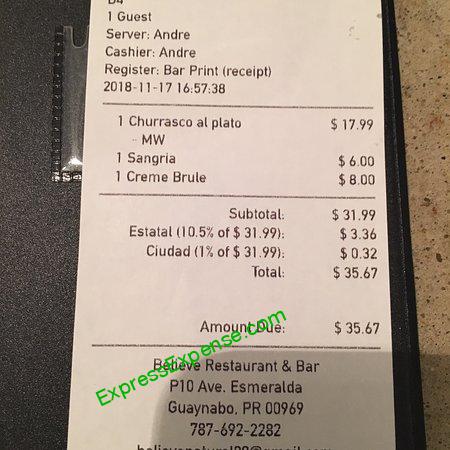 1 Guest
Server: Andre
Cashier: Andre
Register: Bar Print (receipt)
2018-11-17 16:57:38
1 Churrasco al plato $ 17.99
-- MW
1 Sangria $ 6.00
1 Creme Brule $ 8.00
Subtotal: $ 31.99
Estatal (10.5% of $ 31.99): $ 3.36
Ciudad (1% of $ 31.99): $ 0.32
Total: $ 35.67
Amount Due: $ 35.67
ExpressExpense.com
Believe Restaurant & Bar
P10 Ave. Esmeralda
Guaynabo, PR 00969
787-692-2282